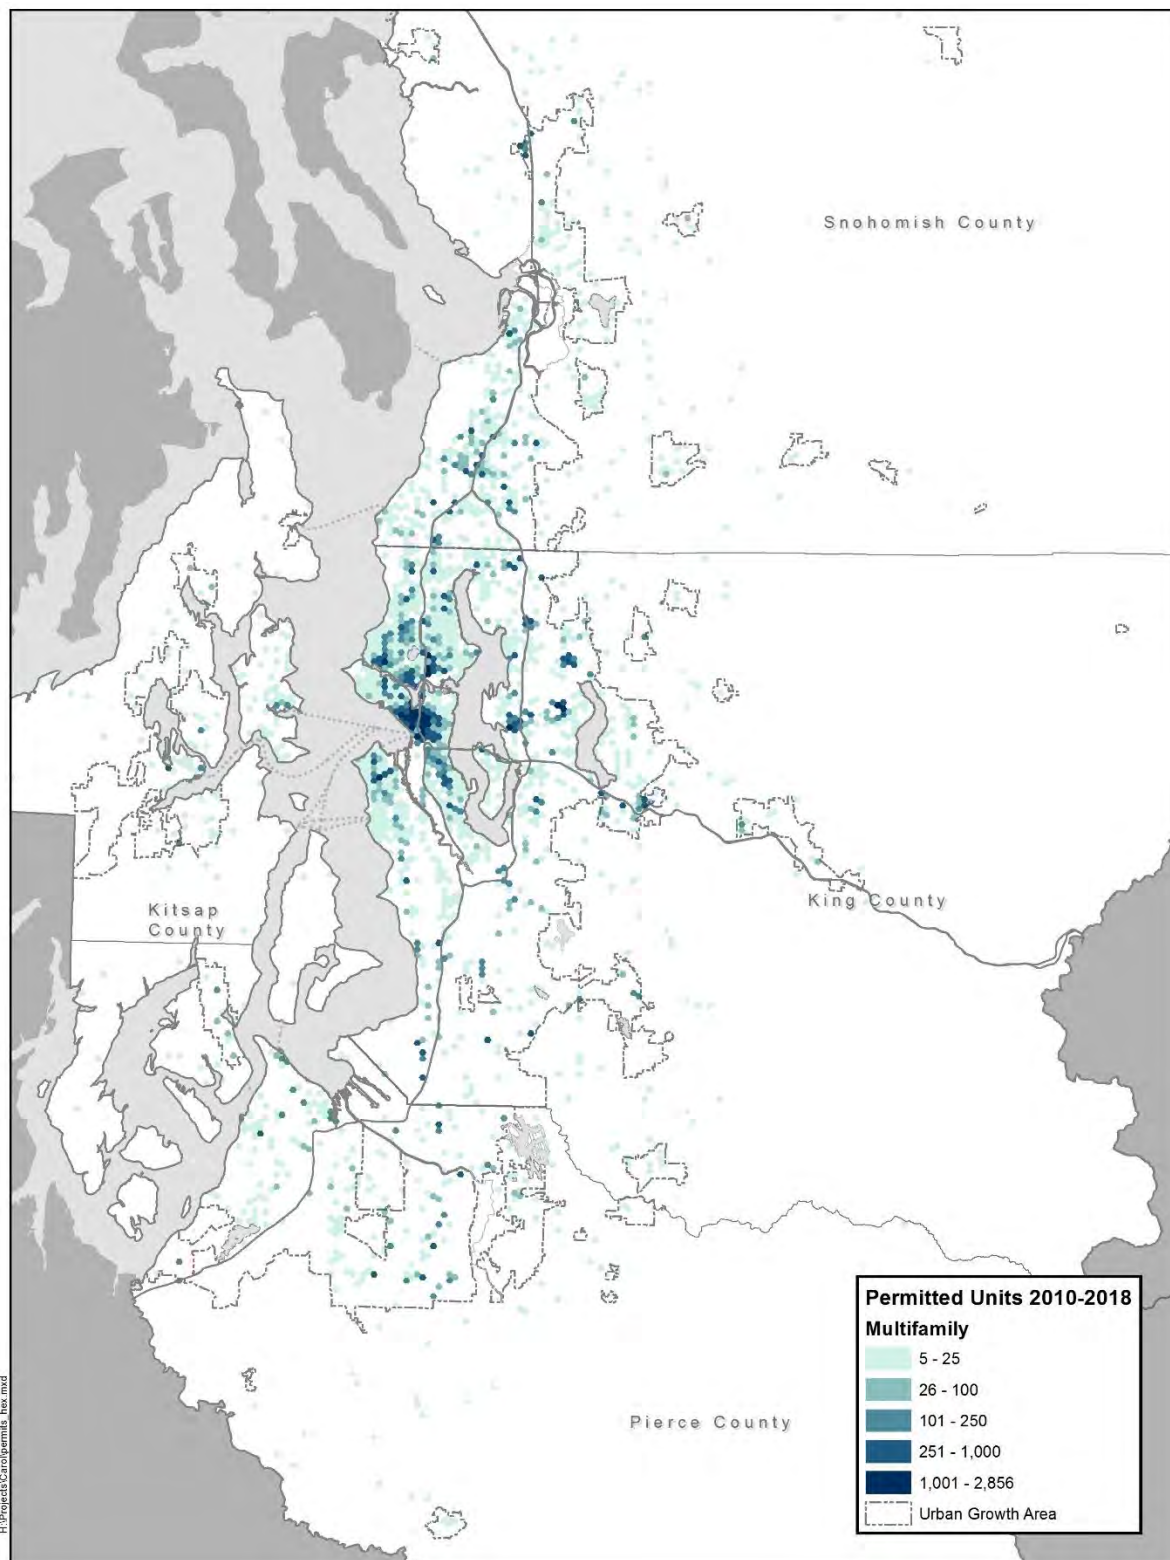 Snohomish County
King County
Kitsap
County
Pierce County
Permitted Units 2010-2018
Multifamily
5 - 25
26 - 100
101 - 250
251 - 1,000
1,001 - 2,856
Urban Growth Area
H:\Projects\Carol\permits_hex.mxd